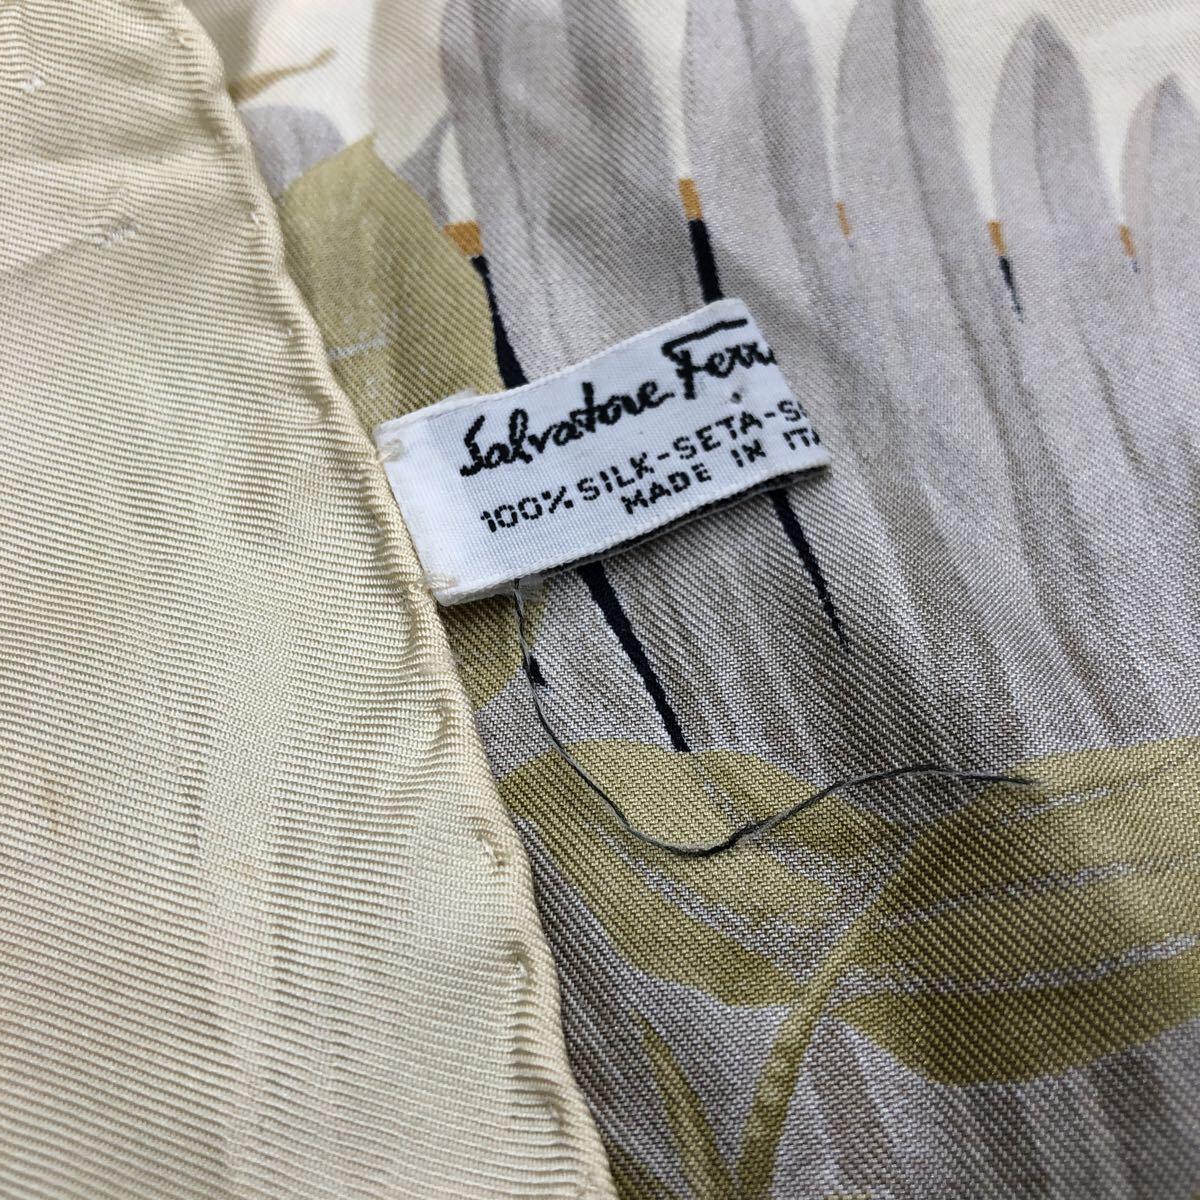 Salvatore Ferr
100% SILK-SETA-S
MADE IN ITA